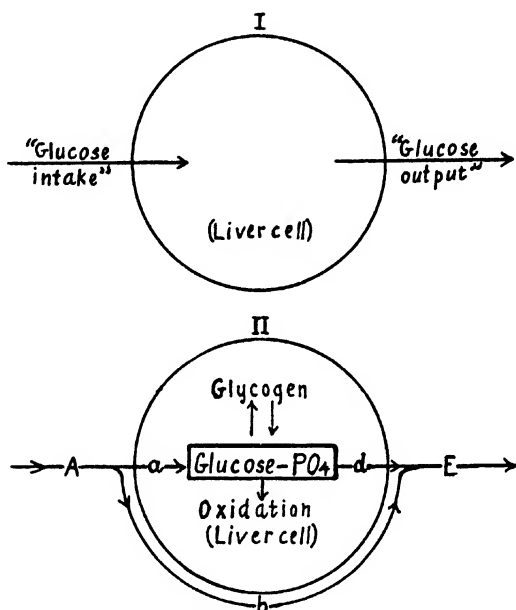 I
"Glucose intake"
"Glucose output"
(Liver cell)
II
Glycogen
A a Glucose-PO₄ d E
Oxidation
(Liver cell)
b